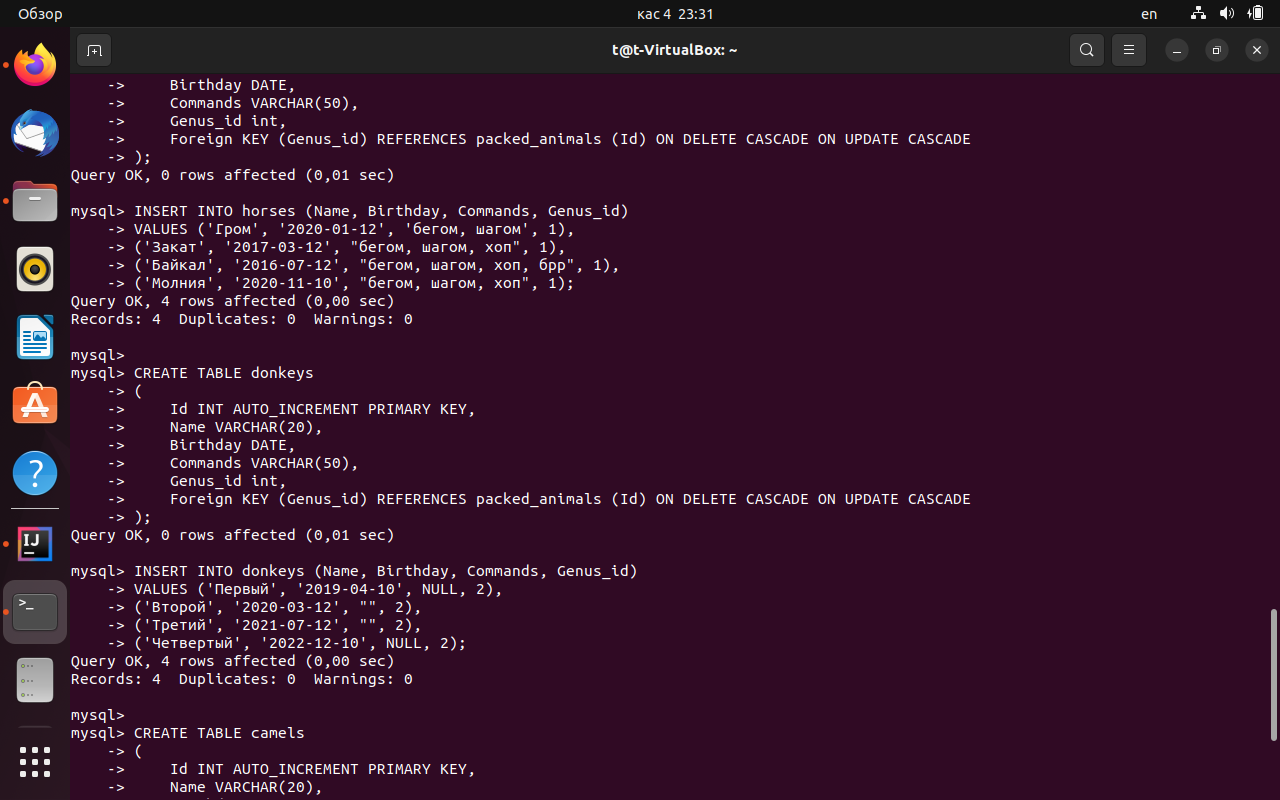 Обзор
кас 4 23:31
en
t@t-VirtualBox: ~
-> Birthday DATE,
-> Commands VARCHAR(50),
-> Genus_id int,
-> Foreign KEY (Genus_id) REFERENCES packed_animals (Id) ON DELETE CASCADE ON UPDATE CASCADE
-> );
Query OK, 0 rows affected (0,01 sec)
mysql> INSERT INTO horses (Name, Birthday, Commands, Genus_id)
-> VALUES ('Гром', '2020-01-12', 'бегом, шагом', 1),
-> ('Закат', '2017-03-12', "бегом, шагом, хоп", 1),
-> ('Байкал', '2016-07-12', "бегом, шагом, хоп, брр", 1),
-> ('Молния', '2020-11-10', "бегом, шагом, хоп", 1);
Query OK, 4 rows affected (0,00 sec)
Records: 4 Duplicates: 0 Warnings: 0
mysql>
mysql> CREATE TABLE donkeys
-> (
-> Id INT AUTO_INCREMENT PRIMARY KEY,
-> Name VARCHAR(20),
-> Birthday DATE,
-> Commands VARCHAR(50),
-> Genus_id int,
-> Foreign KEY (Genus_id) REFERENCES packed_animals (Id) ON DELETE CASCADE ON UPDATE CASCADE
-> );
Query OK, 0 rows affected (0,01 sec)
mysql> INSERT INTO donkeys (Name, Birthday, Commands, Genus_id)
-> VALUES ('Первый', '2019-04-10', NULL, 2),
-> ('Второй', '2020-03-12', "", 2),
-> ('Третий', '2021-07-12', "", 2),
-> ('Четвертый', '2022-12-10', NULL, 2);
Query OK, 4 rows affected (0,00 sec)
Records: 4 Duplicates: 0 Warnings: 0
mysql>
mysql> CREATE TABLE camels
-> (
-> Id INT AUTO_INCREMENT PRIMARY KEY,
-> Name VARCHAR(20),